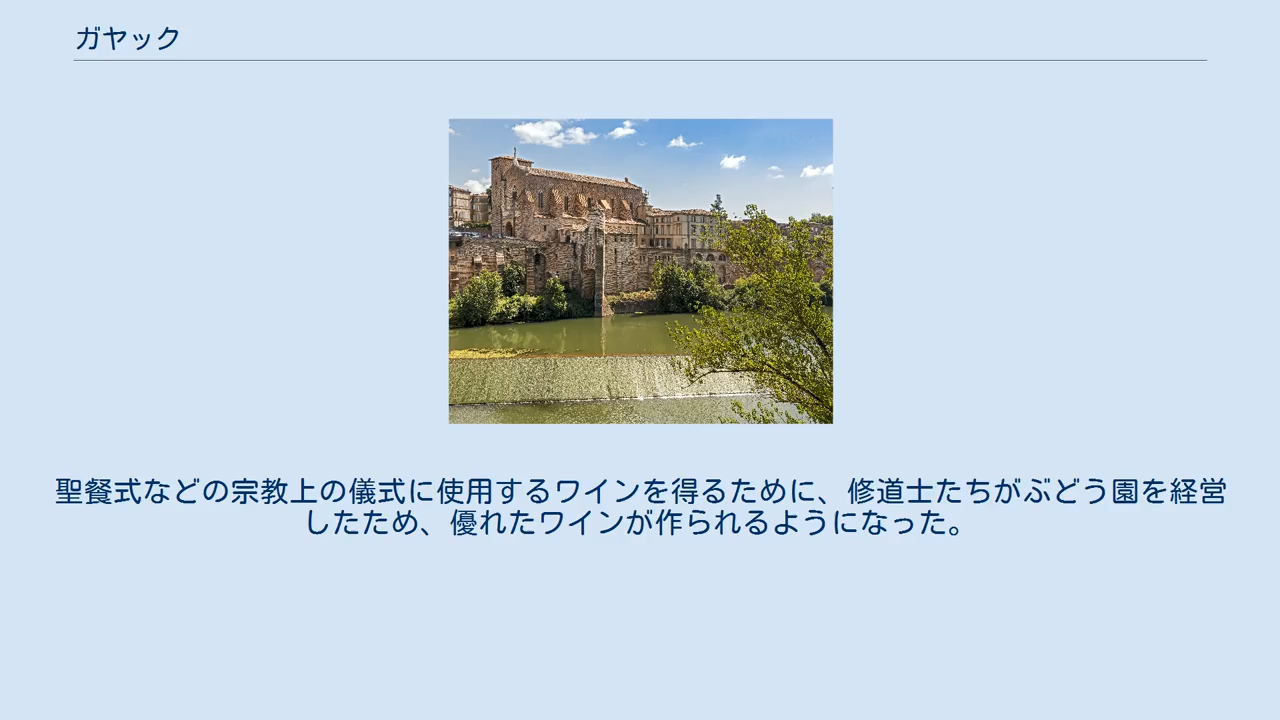 ガヤック
聖餐式などの宗教上の儀式に使用するワインを得るために、修道士たちがぶどう園を経営
したため、優れたワインが作られるようになった。